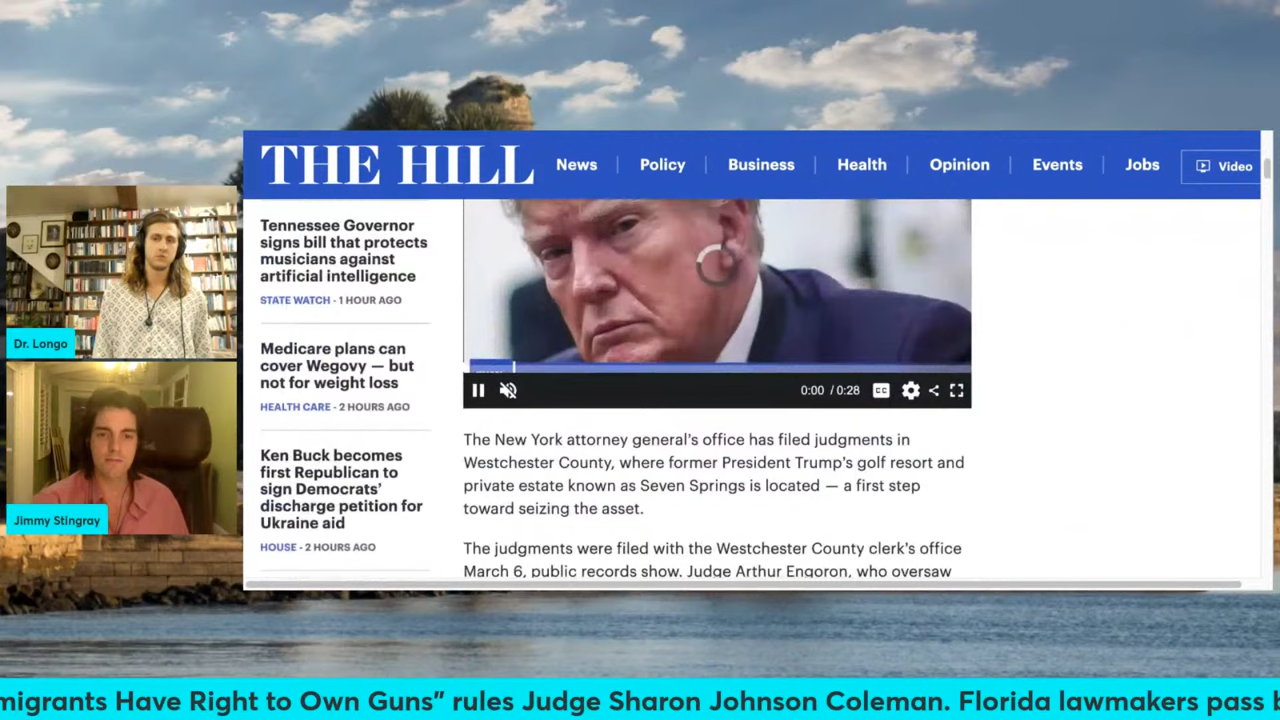 THE HILL
News
Policy
Business
Health
Opinion
Events
Jobs
Video
Tennessee Governor
signs bill that protects
musicians against
artificial intelligence
STATE WATCH - 1 HOUR AGO
Medicare plans can
cover Wegovy — but
not for weight loss
HEALTH CARE - 2 HOURS AGO
Ken Buck becomes
first Republican to
sign Democrats’
discharge petition for
Ukraine aid
HOUSE - 2 HOURS AGO
0:00 / 0:28
CC
The New York attorney general’s office has filed judgments in
Westchester County, where former President Trump’s golf resort and
private estate known as Seven Springs is located — a first step
toward seizing the asset.
The judgments were filed with the Westchester County clerk’s office
March 6, public records show. Judge Arthur Engoron, who oversaw
Dr. Longo
Jimmy Stingray
migrants Have Right to Own Guns” rules Judge Sharon Johnson Coleman. Florida lawmakers pass b